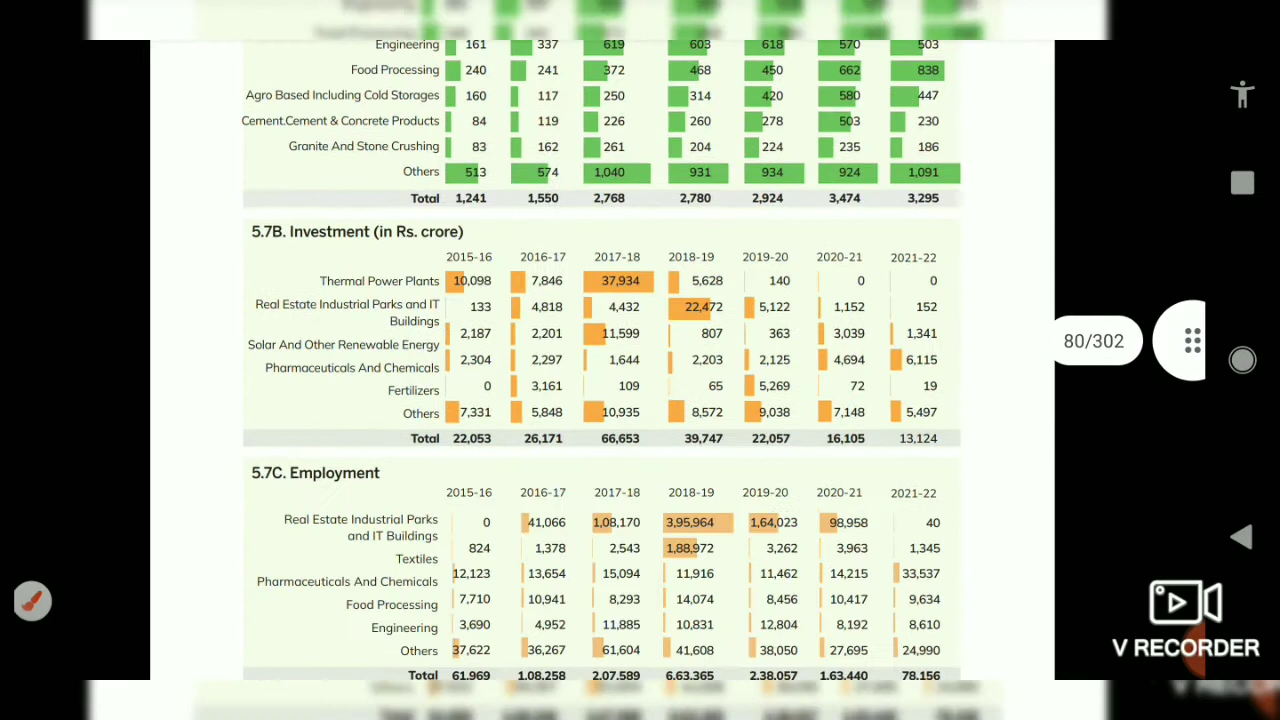 Engineering 161 337 619 603 618 570 503
Food Processing 240 241 372 468 450 662 838
Agro Based Including Cold Storages 160 117 250 314 420 580 447
Cement.Cement & Concrete Products 84 119 226 260 278 503 230
Granite And Stone Crushing 83 162 261 204 224 235 186
Others 513 574 1,040 931 934 924 1,091
Total 1,241 1,550 2,768 2,780 2,924 3,474 3,295
5.7B. Investment (in Rs. crore)
2015-16 2016-17 2017-18 2018-19 2019-20 2020-21 2021-22
Thermal Power Plants 10,098 7,846 37,934 5,628 140 0 0
Real Estate Industrial Parks and IT 133 4,818 4,432 22,472 5,122 1,152 152
Buildings
Solar And Other Renewable Energy 2,187 2,201 11,599 807 363 3,039 1,341
Pharmaceuticals And Chemicals 2,304 2,297 1,644 2,203 2,125 4,694 6,115
Fertilizers 0 3,161 109 65 5,269 72 19
Others 7,331 5,848 10,935 8,572 9,038 7,148 5,497
Total 22,053 26,171 66,653 39,747 22,057 16,105 13,124
80/302
5.7C. Employment
2015-16 2016-17 2017-18 2018-19 2019-20 2020-21 2021-22
Real Estate Industrial Parks 0 41,066 1,08,170 3,95,964 1,64,023 98,958 40
and IT Buildings
Textiles 824 1,378 2,543 1,88,972 3,262 3,963 1,345
Pharmaceuticals And Chemicals 12,123 13,654 15,094 11,916 11,462 14,215 33,537
Food Processing 7,710 10,941 8,293 14,074 8,456 10,417 9,634
Engineering 3,690 4,952 11,885 10,831 12,804 8,192 8,610
Others 37,622 36,267 61,604 41,608 38,050 27,695 24,990
Total 61,969 1,08,258 2,07,589 6,63,365 2,38,057 1,63,440 78,156
V RECORDER